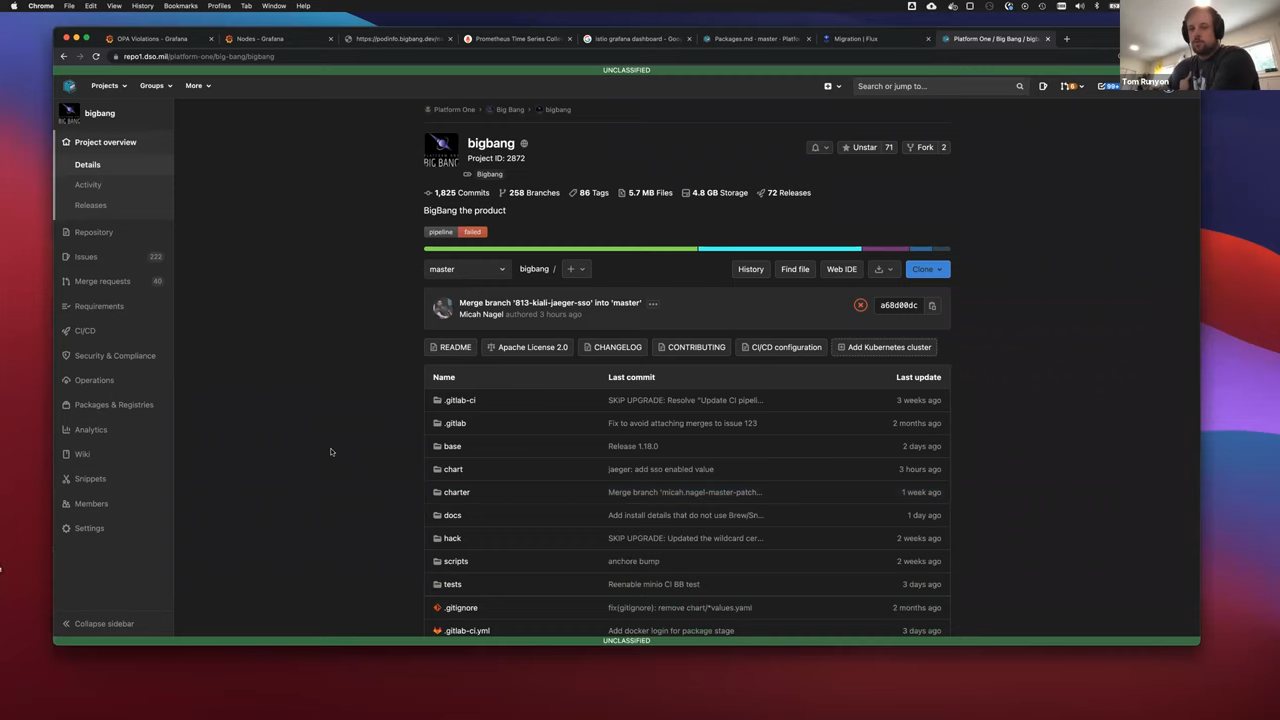 Chrome File Edit View History Bookmarks Profiles Tab Window Help
OPA Violations - Grafana
Nodes - Grafana
https://podinfo.bigbang.dev/m
Prometheus Time Series Colle
istio grafana dashboard - Goo
Packages.md · master · Platfor
Migration | Flux
Platform One / Big Bang / big
repo1.dso.mil/platform-one/big-bang/bigbang
Tom Runyon
UNCLASSIFIED
Projects Groups More
Search or jump to...
6
99+
bigbang
Project overview
Details
Activity
Releases
Repository
Issues 222
Merge requests 40
Requirements
CI/CD
Security & Compliance
Operations
Packages & Registries
Analytics
Wiki
Snippets
Members
Settings
Collapse sidebar
Platform One › Big Bang › bigbang
BIG BANG
bigbang
Project ID: 2872
Bigbang
Unstar 71
Fork 2
1,825 Commits 258 Branches 86 Tags 5.7 MB Files 4.8 GB Storage 72 Releases
BigBang the product
pipeline failed
master
bigbang /
History Find file Web IDE Clone
Merge branch '813-kiali-jaeger-sso' into 'master'
Micah Nagel authored 3 hours ago
a68d00dc
README Apache License 2.0 CHANGELOG CONTRIBUTING CI/CD configuration Add Kubernetes cluster
Name Last commit Last update
.gitlab-ci SKIP UPGRADE: Resolve "Update CI pipeli... 3 weeks ago
.gitlab Fix to avoid attaching merges to issue 123 2 months ago
base Release 1.18.0 2 days ago
chart jaeger: add sso enabled value 3 hours ago
charter Merge branch 'micah.nagel-master-patch... 1 week ago
docs Add install details that do not use Brew/Sn... 1 day ago
hack SKIP UPGRADE: Updated the wildcard cer... 2 weeks ago
scripts anchore bump 2 weeks ago
tests Reenable minio CI BB test 3 days ago
.gitignore fix(gitignore): remove chart/*values.yaml 2 months ago
.gitlab-ci.yml Add docker login for package stage 3 days ago
UNCLASSIFIED